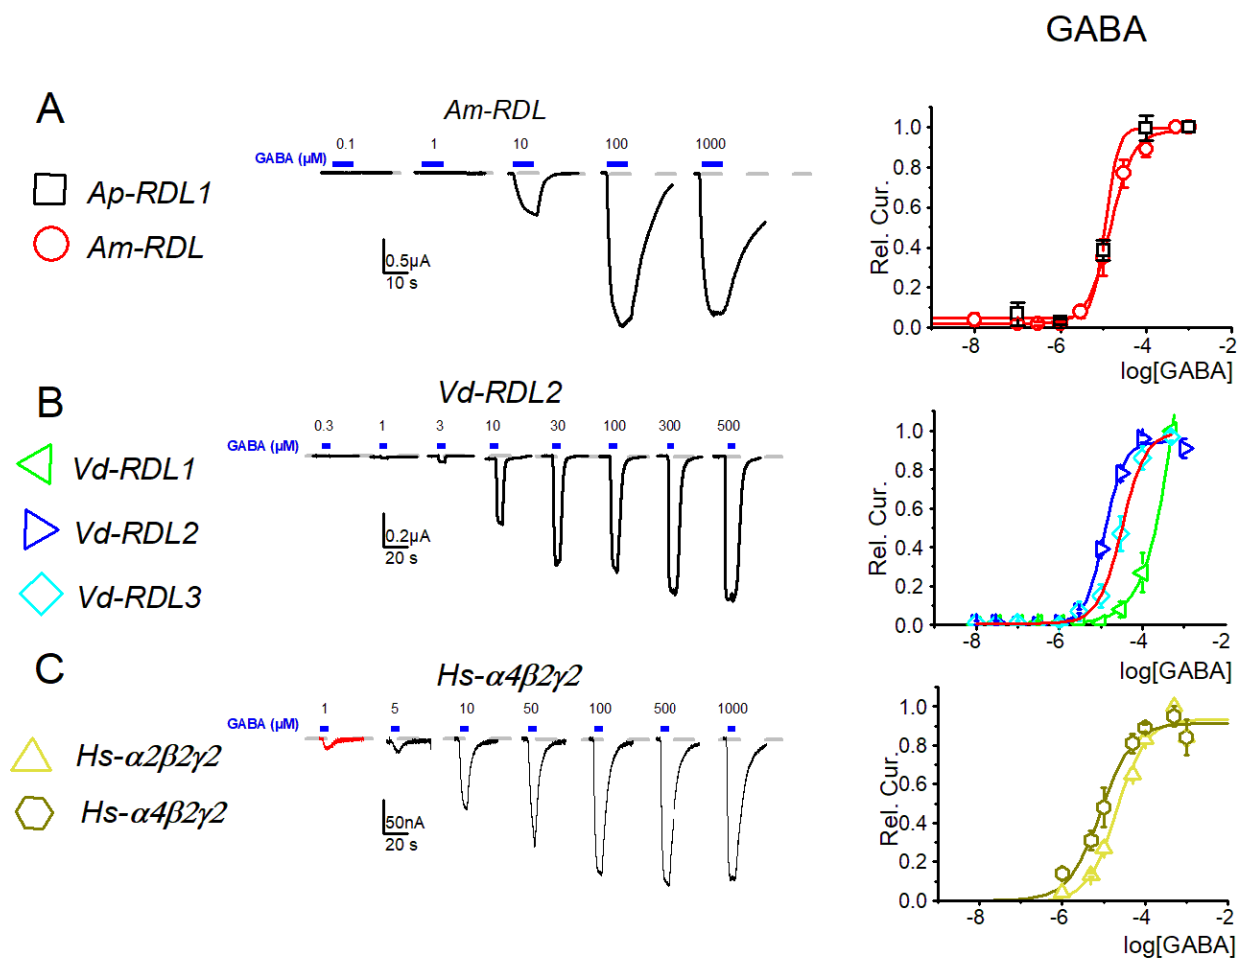 GABA
A
Am-RDL
0.1 1 10 100 1000
GABA (µM)
Ap-RDL1
Am-RDL
0.5µA
10 s
Rel. Cur.
1.0
0.8
0.6
0.4
0.2
0.0
-8 -6 -4 -2
log[GABA]
B
Vd-RDL2
0.3 1 3 10 30 100 300 500
GABA (µM)
Vd-RDL1
Vd-RDL2
Vd-RDL3
0.2µA
20 s
Rel. Cur.
1.0
0.8
0.6
0.4
0.2
0.0
-8 -6 -4 -2
log[GABA]
C
Hs-α4β2γ2
1 5 10 50 100 500 1000
GABA (µM)
Hs-α2β2γ2
Hs-α4β2γ2
50nA
20 s
Rel. Cur.
1.0
0.8
0.6
0.4
0.2
0.0
-8 -6 -4 -2
log[GABA]